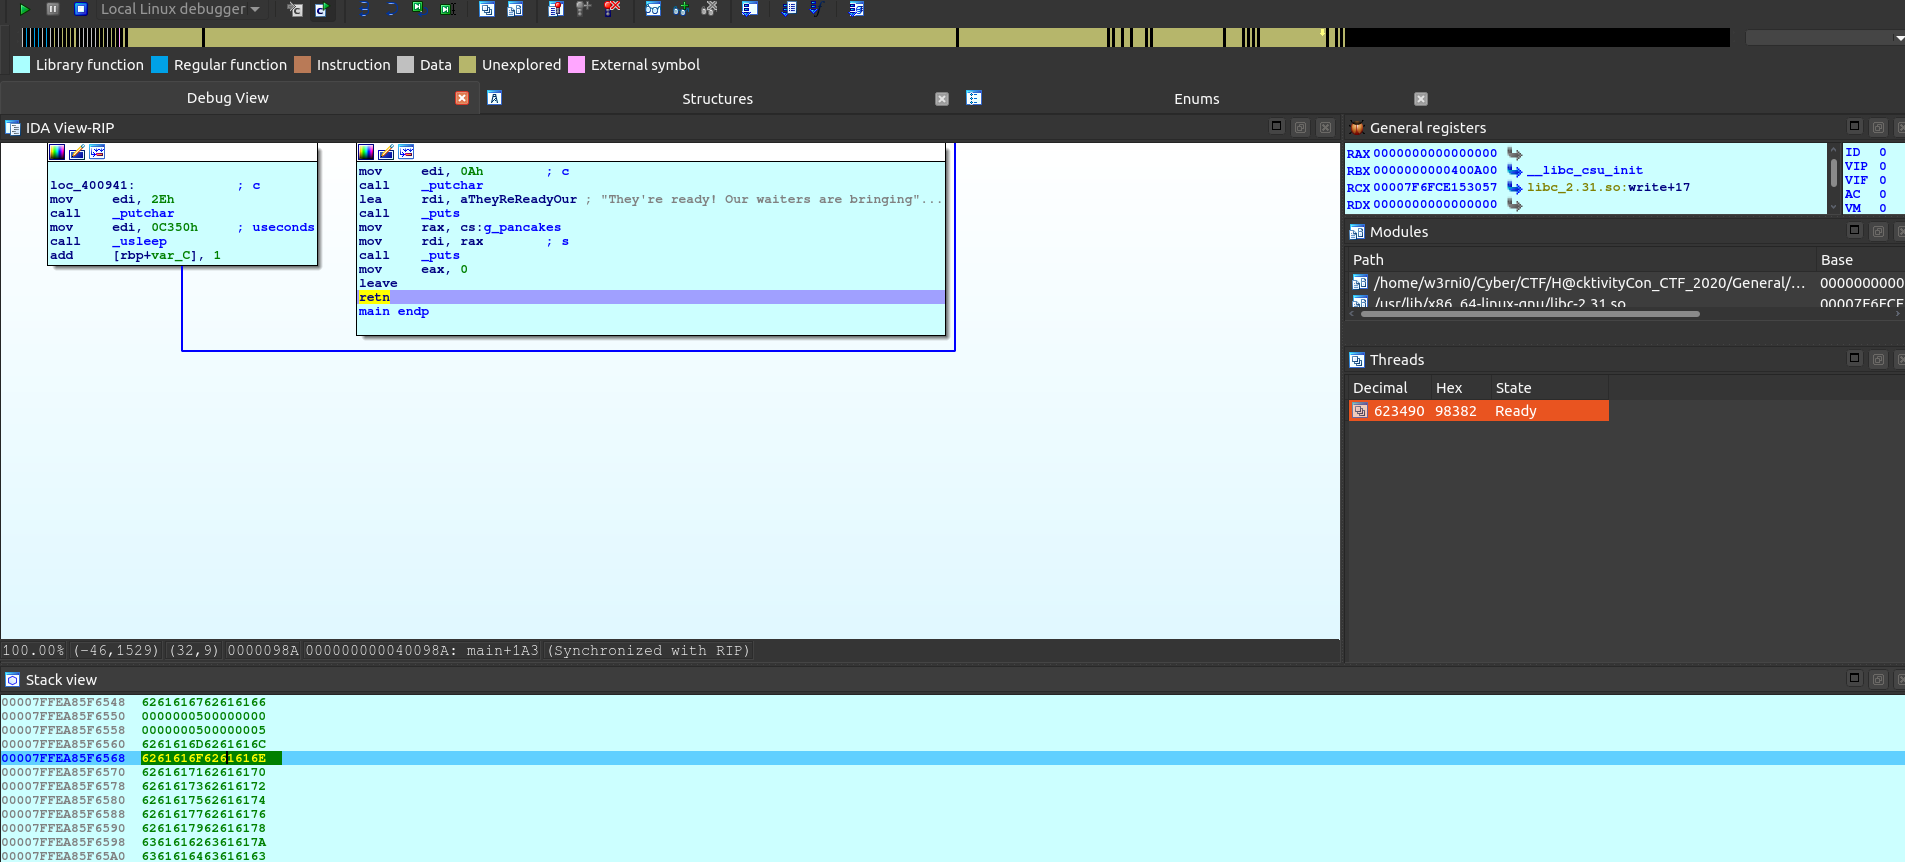 Local Linux debugger
Library function Regular function Instruction Data Unexplored External symbol
Debug View Structures Enums
IDA View-RIP
loc_400941: ; c
mov edi, 2Eh
call _putchar
mov edi, 0C350h ; useconds
call _usleep
add [rbp+var_C], 1
mov edi, 0Ah ; c
call _putchar
lea rdi, aTheyReReadyOur ; "They're ready! Our waiters are bringing"...
call _puts
mov rax, cs:g_pancakes
mov rdi, rax ; s
call _puts
mov eax, 0
leave
retn
main endp
100.00% (-46,1529) (32,9) 0000098A 000000000040098A: main+1A3 (Synchronized with RIP)
General registers
RAX 0000000000000000
RBX 0000000000400A00 __libc_csu_init
RCX 00007F6FCE153057 libc_2.31.so:write+17
RDX 0000000000000000
ID 0
VIP 0
VIF 0
AC 0
VM 0
Modules
Path Base
/home/w3rni0/Cyber/CTF/H@cktivityCon_CTF_2020/General/... 0000000000
/usr/lib/x86_64-linux-gnu/libc-2.31.so 00007F6FCE
Threads
Decimal Hex State
623490 98382 Ready
Stack view
00007FFEA85F6548 6261616762616166
00007FFEA85F6550 0000000500000000
00007FFEA85F6558 0000000500000005
00007FFEA85F6560 6261616D6261616C
00007FFEA85F6568 6261616F6261616E
00007FFEA85F6570 6261617162616170
00007FFEA85F6578 6261617362616172
00007FFEA85F6580 6261617562616174
00007FFEA85F6588 6261617762616176
00007FFEA85F6590 6261617962616178
00007FFEA85F6598 636161626361617A
00007FFEA85F65A0 6361616463616163